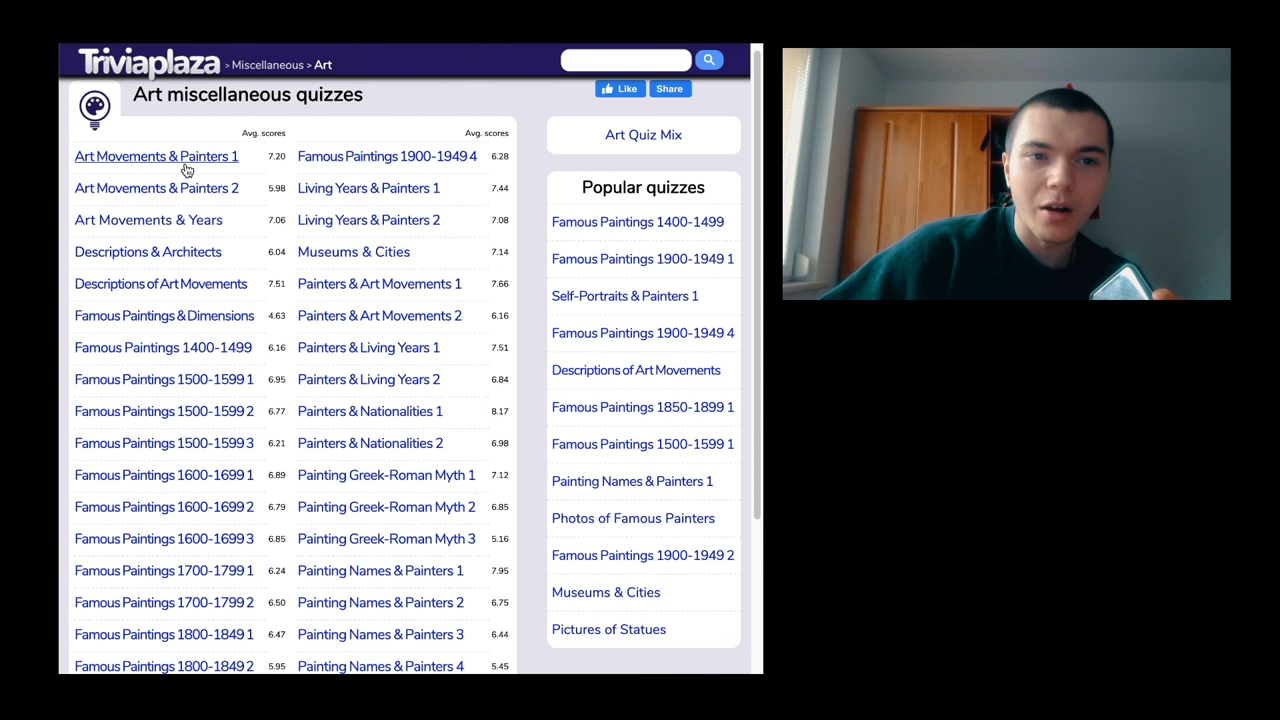 Triviaplaza > Miscellaneous > Art
Art miscellaneous quizzes
Like
Share
Avg. scores
Art Movements & Painters 1 7.20
Art Movements & Painters 2 5.98
Art Movements & Years 7.06
Descriptions & Architects 6.04
Descriptions of Art Movements 7.51
Famous Paintings & Dimensions 4.63
Famous Paintings 1400-1499 6.16
Famous Paintings 1500-1599 1 6.95
Famous Paintings 1500-1599 2 6.77
Famous Paintings 1500-1599 3 6.21
Famous Paintings 1600-1699 1 6.89
Famous Paintings 1600-1699 2 6.79
Famous Paintings 1600-1699 3 6.85
Famous Paintings 1700-1799 1 6.24
Famous Paintings 1700-1799 2 6.50
Famous Paintings 1800-1849 1 6.47
Famous Paintings 1800-1849 2 5.95
Avg. scores
Famous Paintings 1900-1949 4 6.28
Living Years & Painters 1 7.44
Living Years & Painters 2 7.08
Museums & Cities 7.14
Painters & Art Movements 1 7.66
Painters & Art Movements 2 6.16
Painters & Living Years 1 7.51
Painters & Living Years 2 6.84
Painters & Nationalities 1 8.17
Painters & Nationalities 2 6.98
Painting Greek-Roman Myth 1 7.12
Painting Greek-Roman Myth 2 6.85
Painting Greek-Roman Myth 3 5.16
Painting Names & Painters 1 7.95
Painting Names & Painters 2 6.75
Painting Names & Painters 3 6.44
Painting Names & Painters 4 5.45
Art Quiz Mix
Popular quizzes
Famous Paintings 1400-1499
Famous Paintings 1900-1949 1
Self-Portraits & Painters 1
Famous Paintings 1900-1949 4
Descriptions of Art Movements
Famous Paintings 1850-1899 1
Famous Paintings 1500-1599 1
Painting Names & Painters 1
Photos of Famous Painters
Famous Paintings 1900-1949 2
Museums & Cities
Pictures of Statues